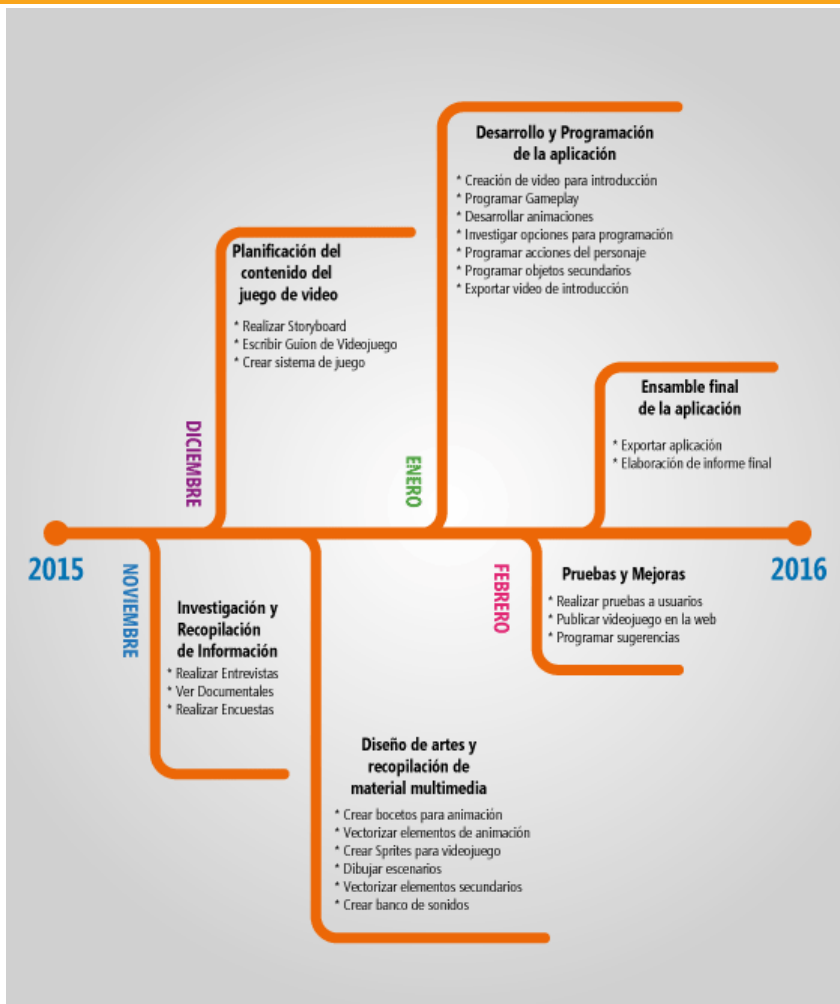 Desarrollo y Programación
de la aplicación
* Creación de video para introducción
* Programar Gameplay
* Desarrollar animaciones
* Investigar opciones para programación
* Programar acciones del personaje
* Programar objetos secundarios
* Exportar video de introducción
Planificación del
contenido del
juego de video
* Realizar Storyboard
* Escribir Guion de Videojuego
* Crear sistema de juego
Ensamble final
de la aplicación
* Exportar aplicación
* Elaboración de informe final
DICIEMBRE
ENERO
2015
2016
NOVIEMBRE
Investigación y
Recopilación
de Información
* Realizar Entrevistas
* Ver Documentales
* Realizar Encuestas
FEBRERO
Pruebas y Mejoras
* Realizar pruebas a usuarios
* Publicar videojuego en la web
* Programar sugerencias
Diseño de artes y
recopilación de
material multimedia
* Crear bocetos para animación
* Vectorizar elementos de animación
* Crear Sprites para videojuego
* Dibujar escenarios
* Vectorizar elementos secundarios
* Crear banco de sonidos